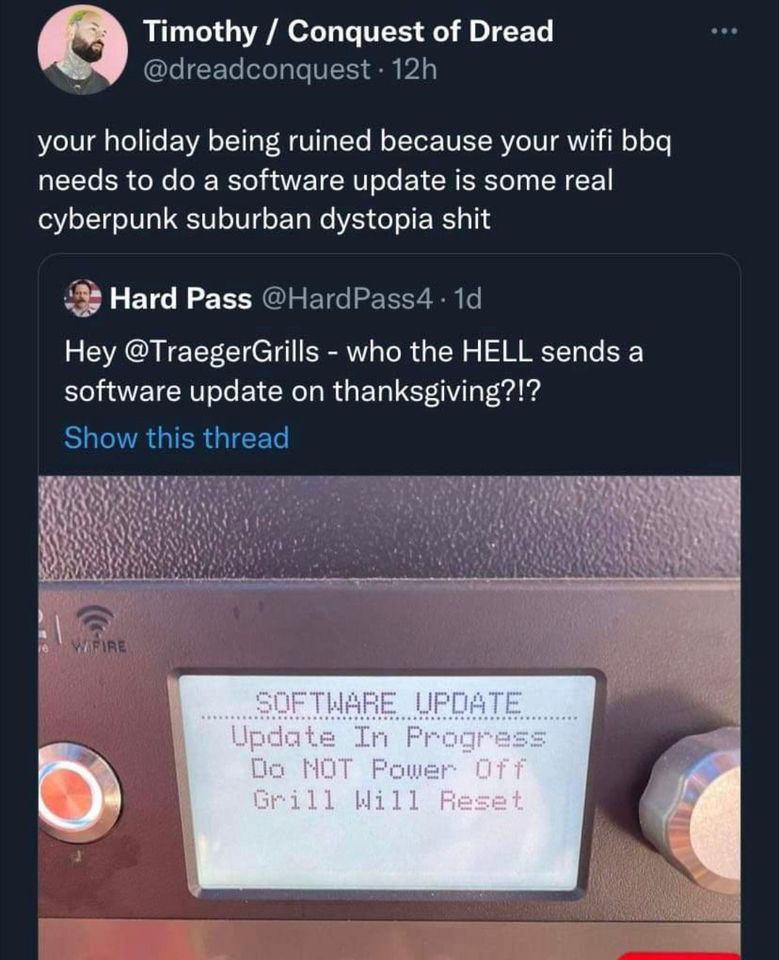 Timothy / Conquest of Dread
@dreadconquest · 12h
your holiday being ruined because your wifi bbq
needs to do a software update is some real
cyberpunk suburban dystopia shit
Hard Pass @HardPass4 · 1d
Hey @TraegerGrills - who the HELL sends a
software update on thanksgiving?!?
Show this thread
WiFIRE
SOFTWARE UPDATE
Update In Progress
Do NOT Power Off
Grill Will Reset